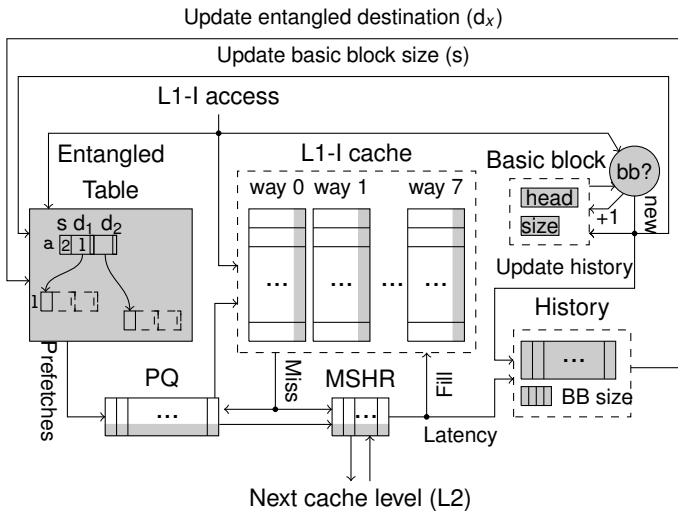 Update entangled destination (dₓ)
Update basic block size (s)
L1-I access
Entangled
Table
L1-I cache
way 0 way 1 way 7
Basic block
bb?
head
size
+1
new
s d₁ d₂
a 2 l
l
... ... ... ...
Update history
History
...
BB size
Prefetches
PQ
...
Miss
MSHR
...
Fill
Latency
Next cache level (L2)